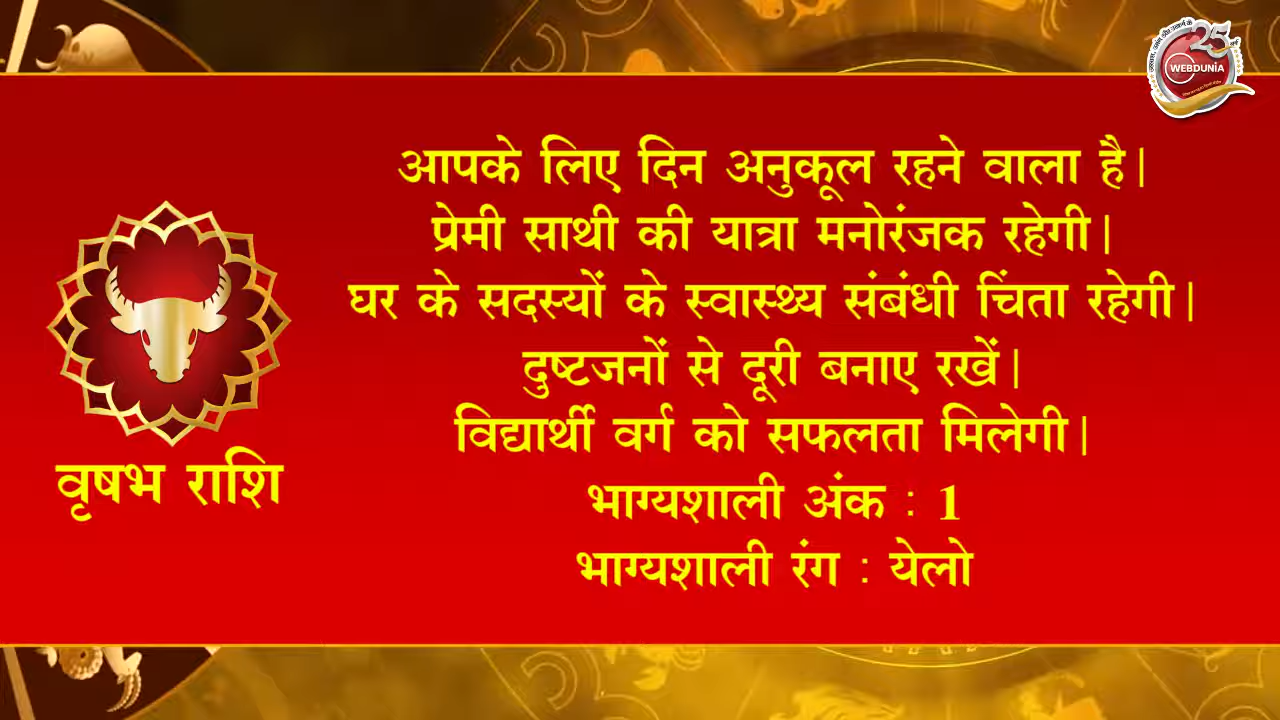 25
WEBDUNIA
आपके लिए दिन अनुकूल रहने वाला है।
प्रेमी साथी की यात्रा मनोरंजक रहेगी।
घर के सदस्यों के स्वास्थ्य संबंधी चिंता रहेगी।
दुष्टजनों से दूरी बनाए रखें।
विद्यार्थी वर्ग को सफलता मिलेगी।
भाग्यशाली अंक : 1
भाग्यशाली रंग : येलो
वृषभ राशि